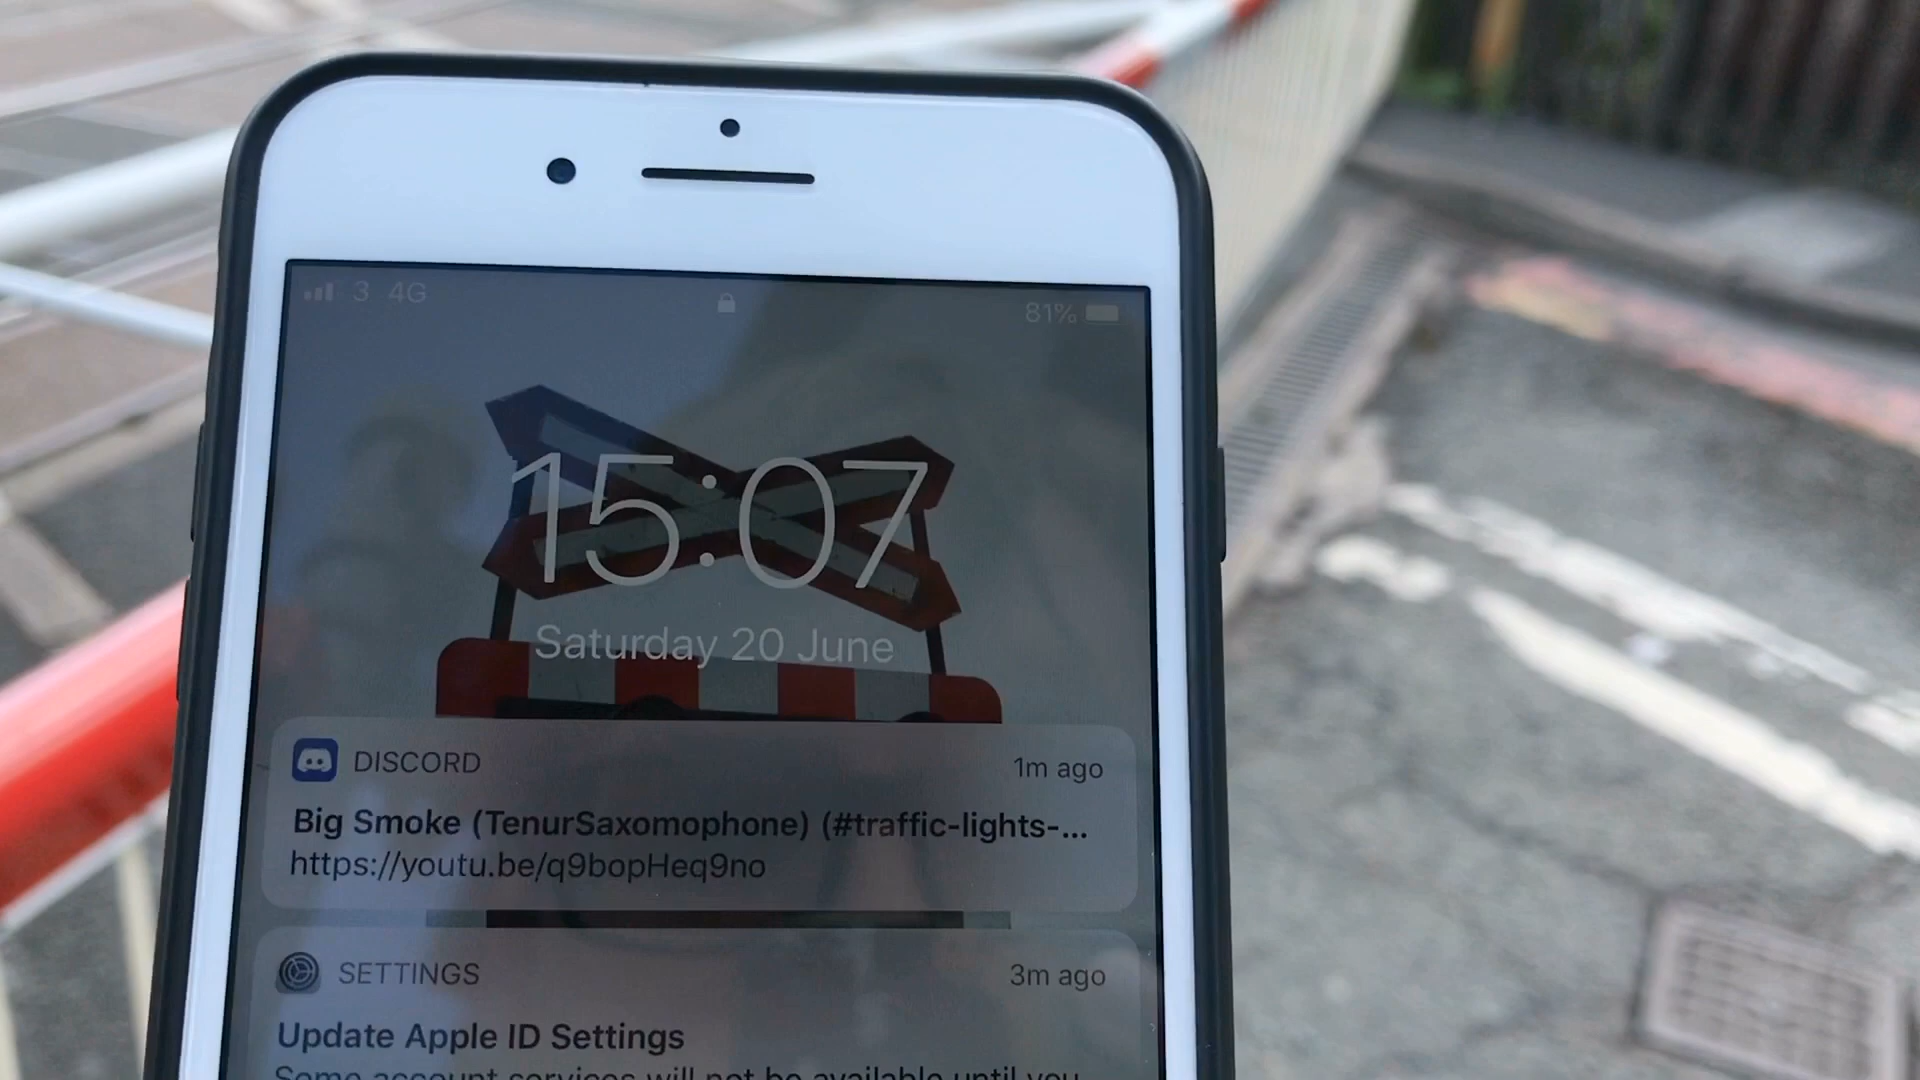 3 4G
81%
15:07
Saturday 20 June
DISCORD
1m ago
Big Smoke (TenurSaxomophone) (#traffic-lights-...
https://youtu.be/q9bopHeq9no
SETTINGS
3m ago
Update Apple ID Settings
Some account services will not be available until you